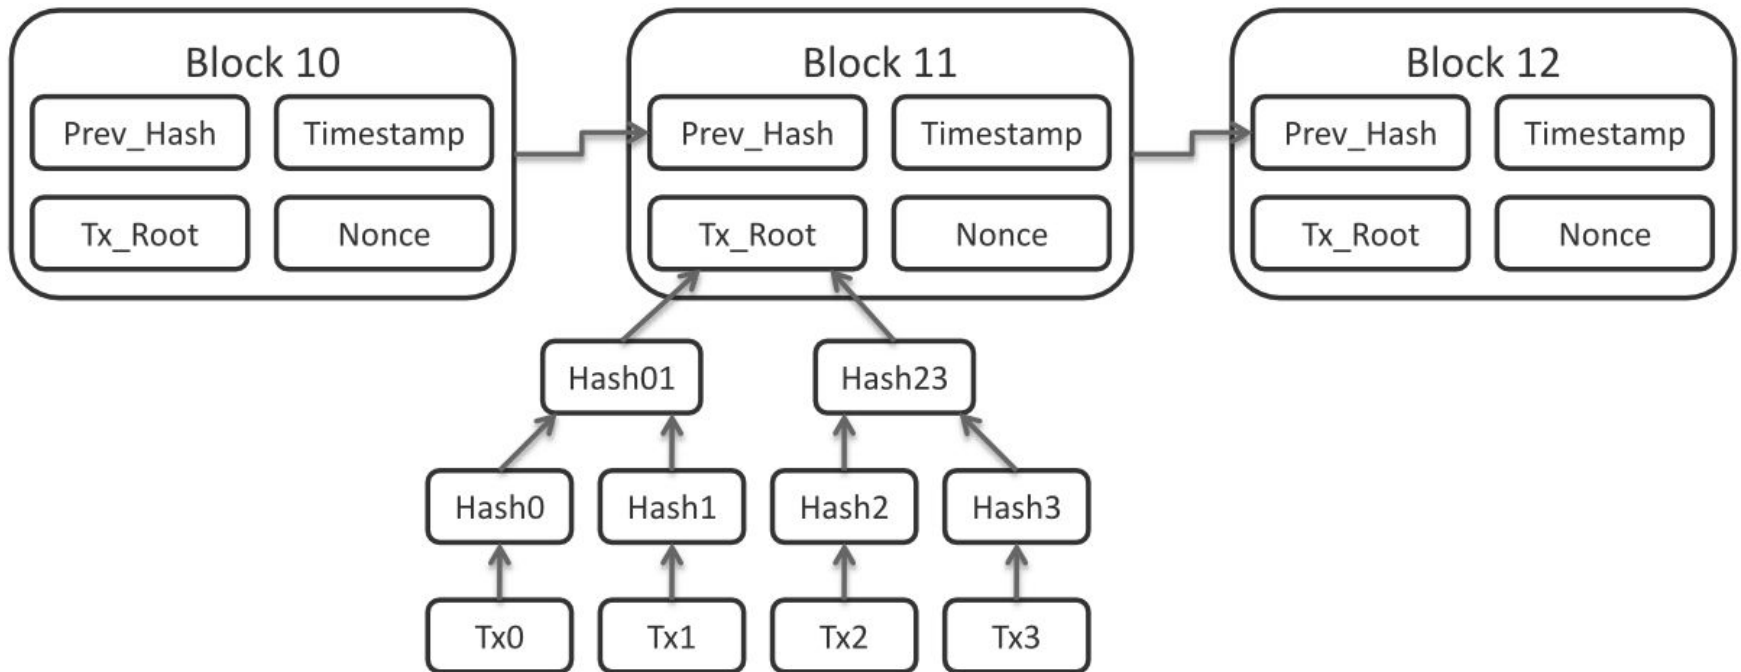 Block 10
Block 11
Block 12
Prev_Hash Timestamp
Prev_Hash Timestamp
Prev_Hash Timestamp
Tx_Root Nonce
Tx_Root Nonce
Tx_Root Nonce
Hash01
Hash23
Hash0
Hash1
Hash2
Hash3
Tx0
Tx1
Tx2
Tx3